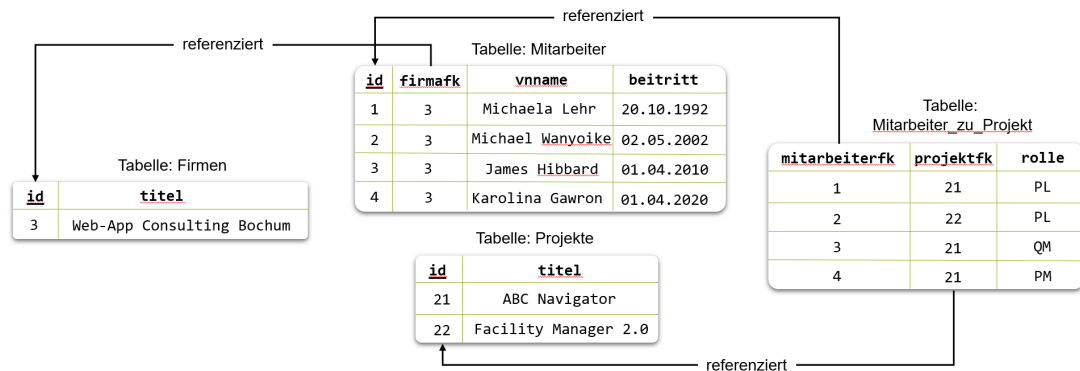 referenziert
referenziert
Tabelle: Mitarbeiter
id firmafk vnname beitritt
1 3 Michaela Lehr 20.10.1992
2 3 Michael Wanyoike 02.05.2002
3 3 James Hibbard 01.04.2010
4 3 Karolina Gawron 01.04.2020
Tabelle: Firmen
id titel
3 Web-App Consulting Bochum
Tabelle:
Mitarbeiter_zu_Projekt
mitarbeiterfk projektfk rolle
1 21 PL
2 22 PL
3 21 QM
4 21 PM
Tabelle: Projekte
id titel
21 ABC Navigator
22 Facility Manager 2.0
referenziert